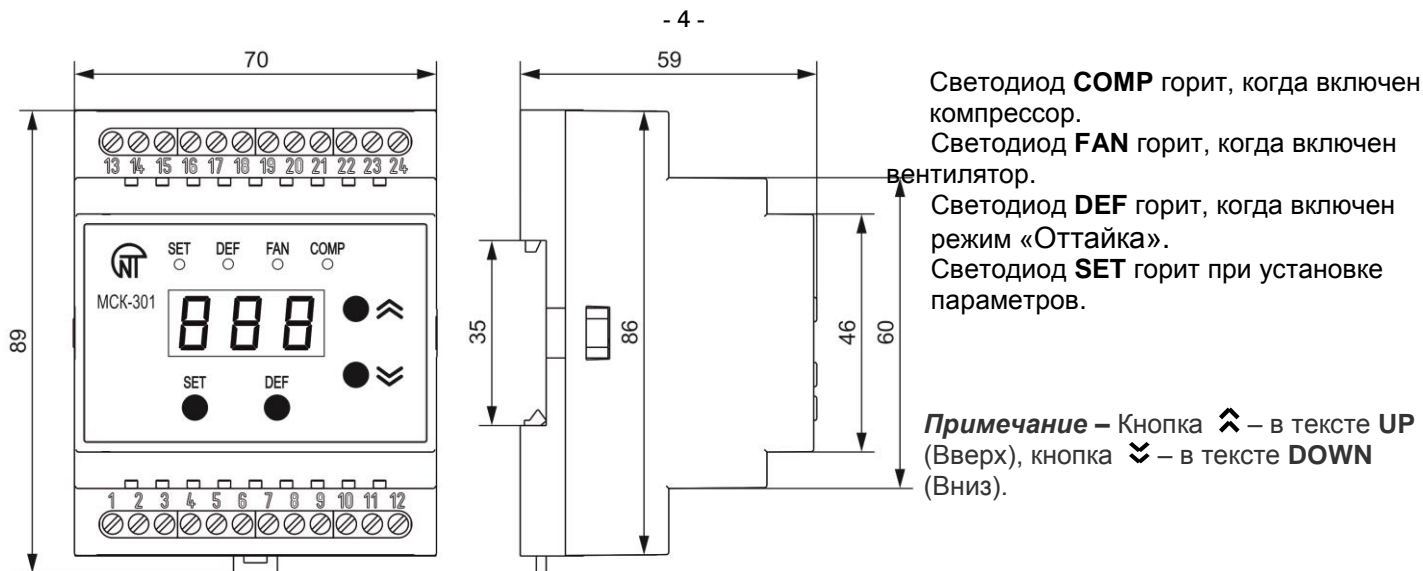 - 4 -
70
59
13 14 15 16 17 18 19 20 21 22 23 24
NT
SET DEF FAN COMP
МСК-301
888
SET DEF
1 2 3 4 5 6 7 8 9 10 11 12
89
35
86
46
60
Светодиод COMP горит, когда включен
компрессор.
Светодиод FAN горит, когда включен
вентилятор.
Светодиод DEF горит, когда включен
режим «Оттайка».
Светодиод SET горит при установке
параметров.
Примечание – Кнопка – в тексте UP
(Вверх), кнопка – в тексте DOWN
(Вниз).